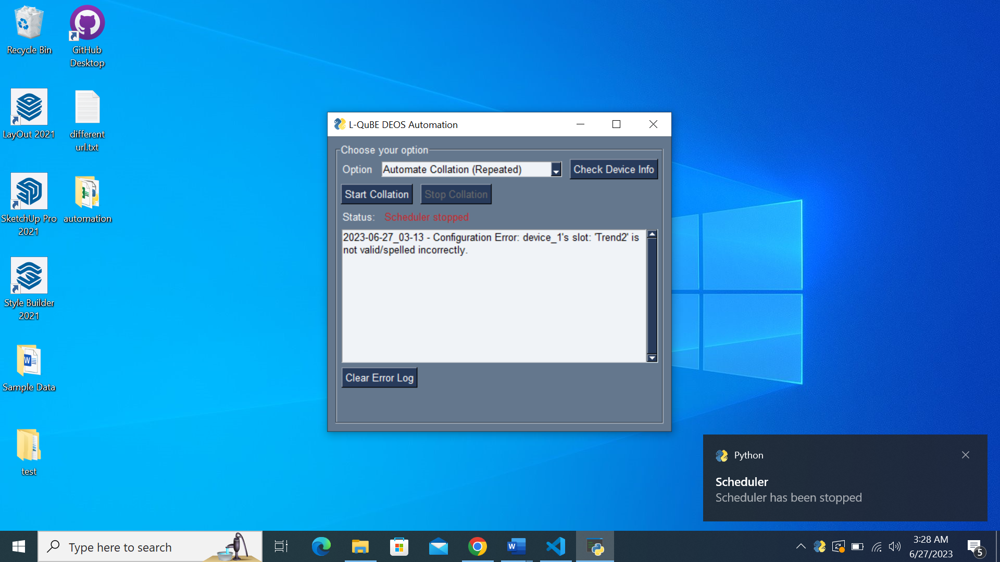 Recycle Bin
GitHub
Desktop
LayOut 2021
different
url.txt
SketchUp Pro
2021
automation
Style Builder
2021
Sample Data
test
L-QuBE DEOS Automation
Choose your option
Option Automate Collation (Repeated) Check Device Info
Start Collation Stop Collation
Status: Scheduler stopped
2023-06-27_03-13 - Configuration Error: device_1's slot: 'Trend2' is
not valid/spelled incorrectly.
Clear Error Log
Python
Scheduler
Scheduler has been stopped
Type here to search
3:28 AM
6/27/2023
5